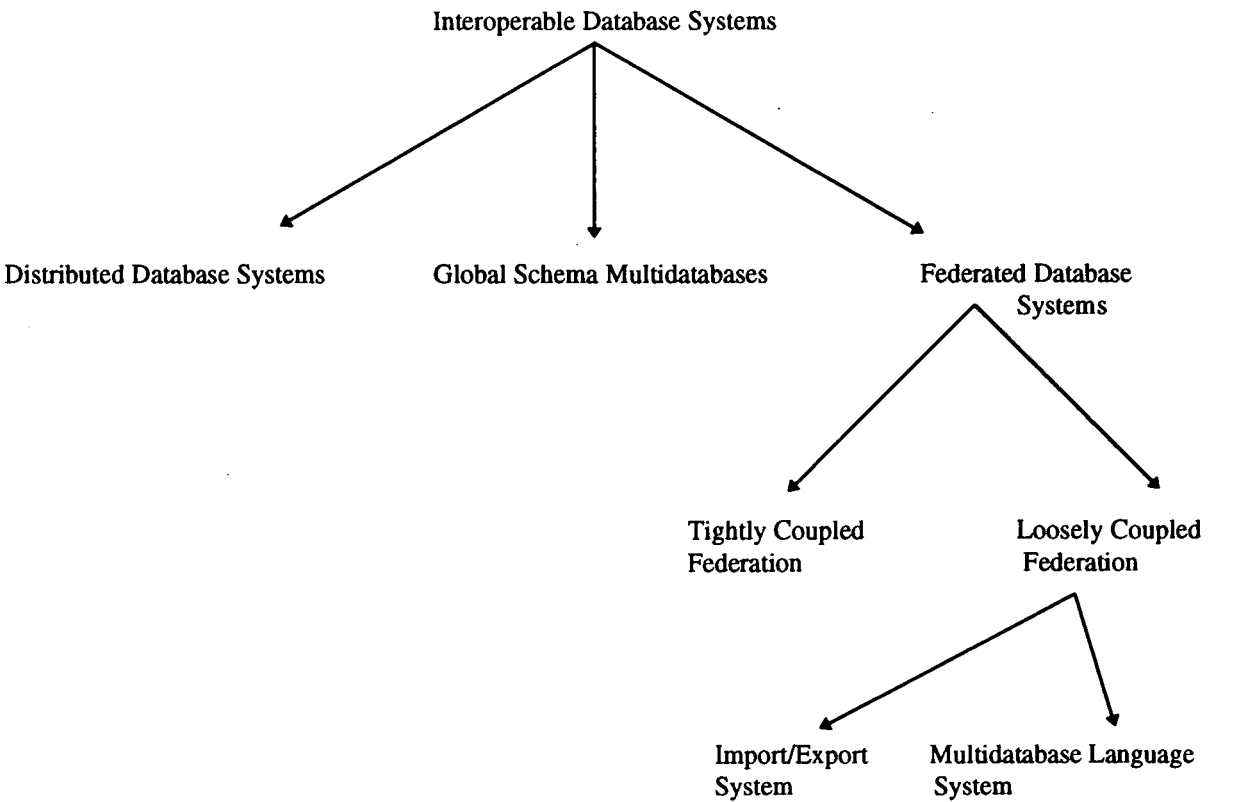 Interoperable Database Systems
Distributed Database Systems
Global Schema Multidatabases
Federated Database
Systems
Tightly Coupled
Federation
Loosely Coupled
Federation
Import/Export
System
Multidatabase Language
System